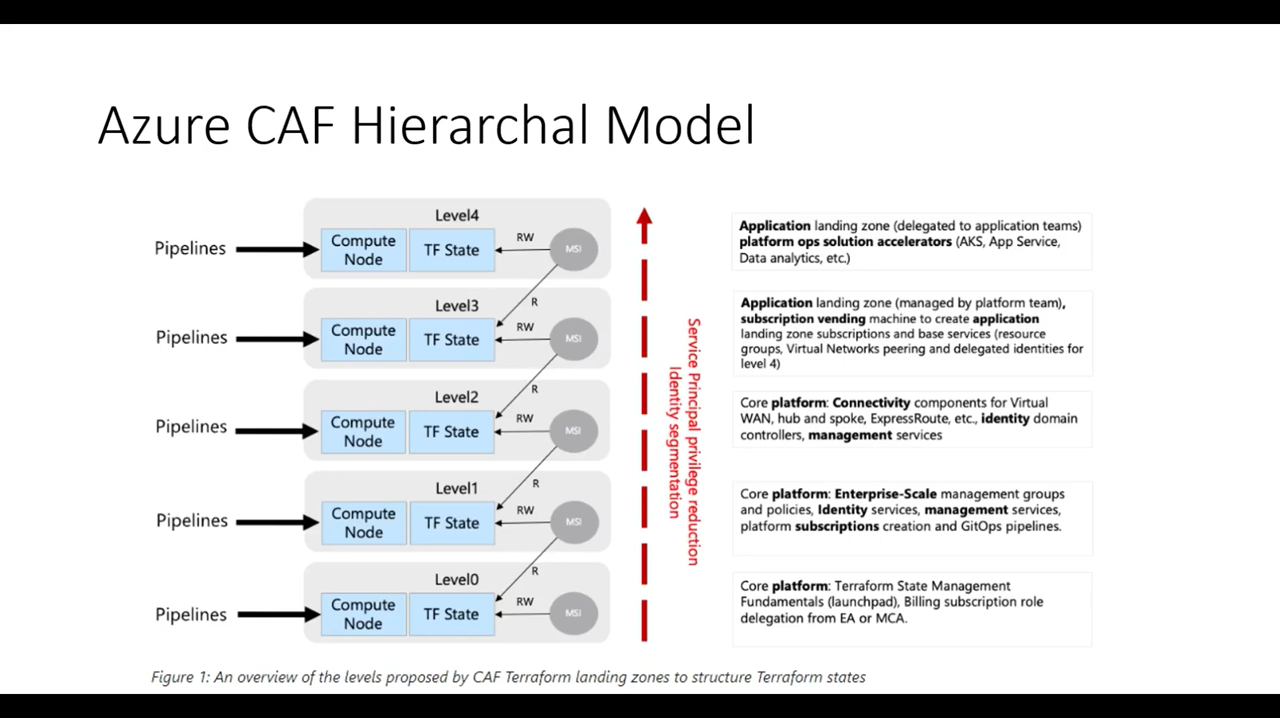 Azure CAF Hierarchal Model
Level4
Pipelines
Compute
Node
TF State
RW
MSI
R
Application landing zone (delegated to application teams)
platform ops solution accelerators (AKS, App Service,
Data analytics, etc.)
Level3
Pipelines
Compute
Node
TF State
RW
MSI
R
Application landing zone (managed by platform team),
subscription vending machine to create application
landing zone subscriptions and base services (resource
groups, Virtual Networks peering and delegated identities for
level 4)
Level2
Pipelines
Compute
Node
TF State
RW
MSI
R
Core platform: Connectivity components for Virtual
WAN, hub and spoke, ExpressRoute, etc., identity domain
controllers, management services
Level1
Pipelines
Compute
Node
TF State
RW
MSI
R
Core platform: Enterprise-Scale management groups
and policies, Identity services, management services,
platform subscriptions creation and GitOps pipelines.
Level0
Pipelines
Compute
Node
TF State
RW
MSI
Core platform: Terraform State Management
Fundamentals (launchpad), Billing subscription role
delegation from EA or MCA.
Service Principal privilege reduction
Identity segmentation
Figure 1: An overview of the levels proposed by CAF Terraform landing zones to structure Terraform states